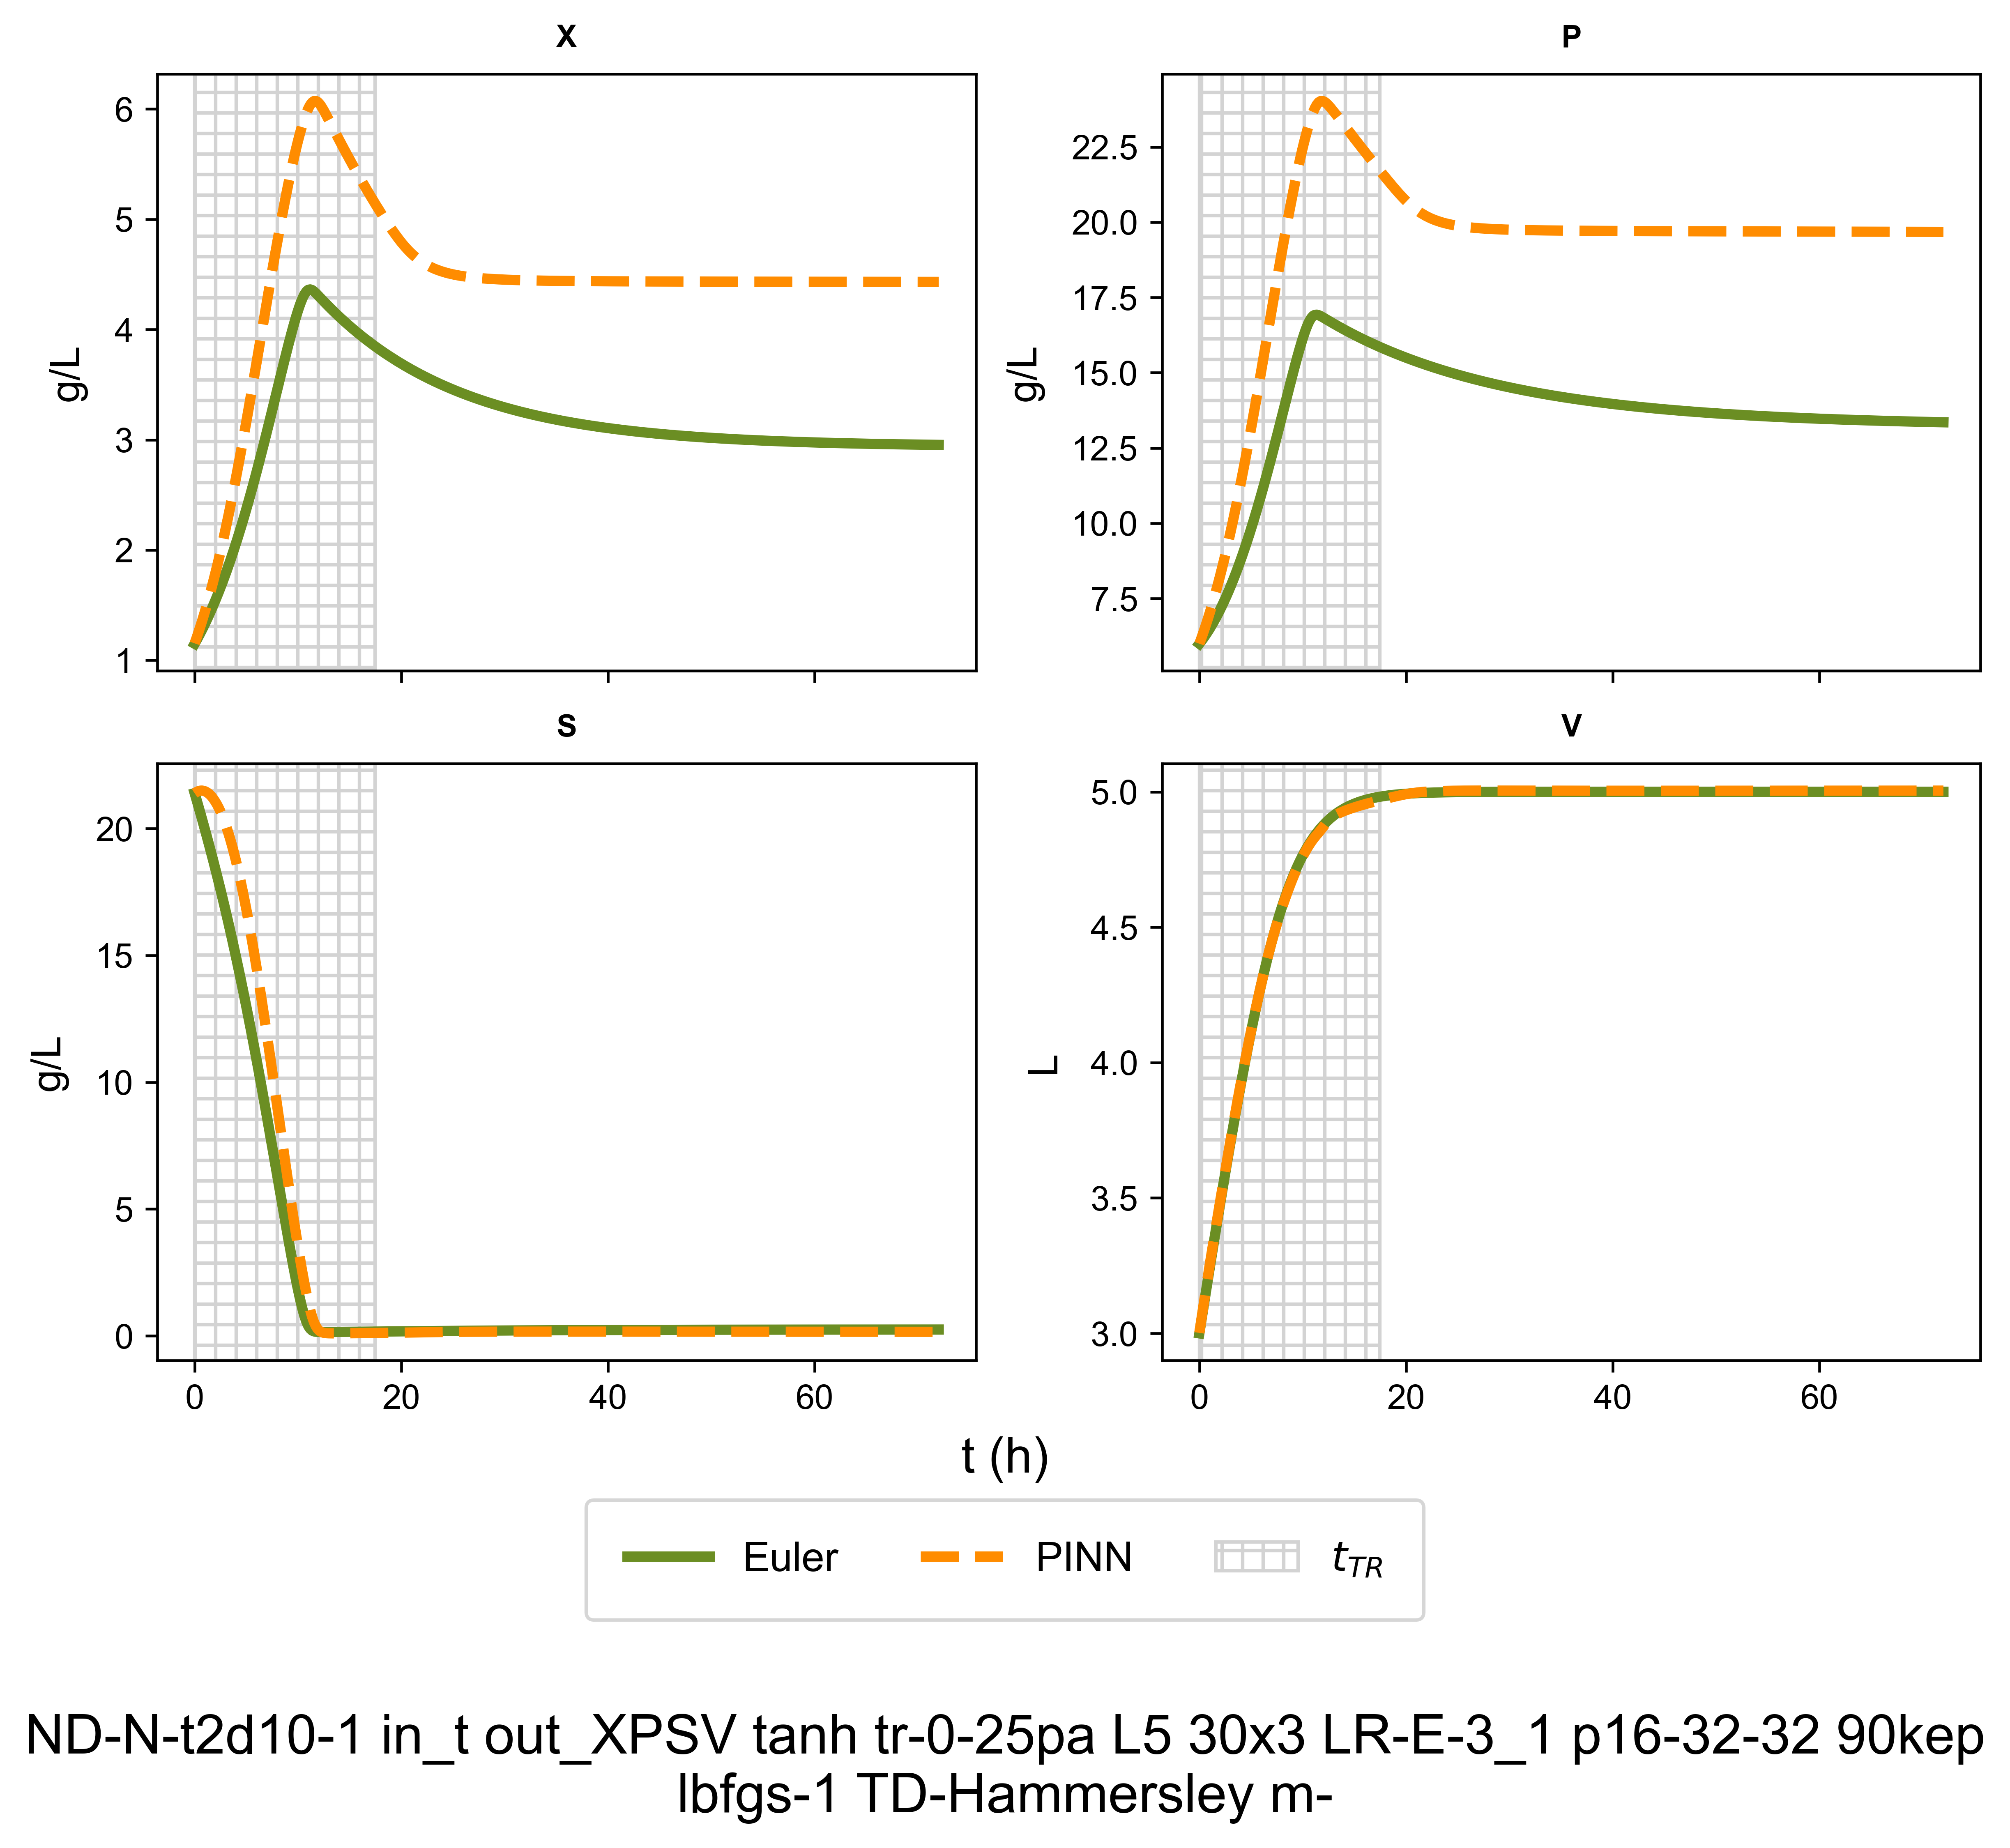 X
P
6
5
4
3
2
1
g/L
22.5
20.0
17.5
15.0
12.5
10.0
7.5
g/L
S
V
20
15
10
5
0
g/L
0
20
40
60
5.0
4.5
4.0
3.5
3.0
L
0
20
40
60
t (h)
Euler
PINN
t_{TR}
ND-N-t2d10-1 in_t out_XPSV tanh tr-0-25pa L5 30x3 LR-E-3_1 p16-32-32 90kep
lbfgs-1 TD-Hammersley m-